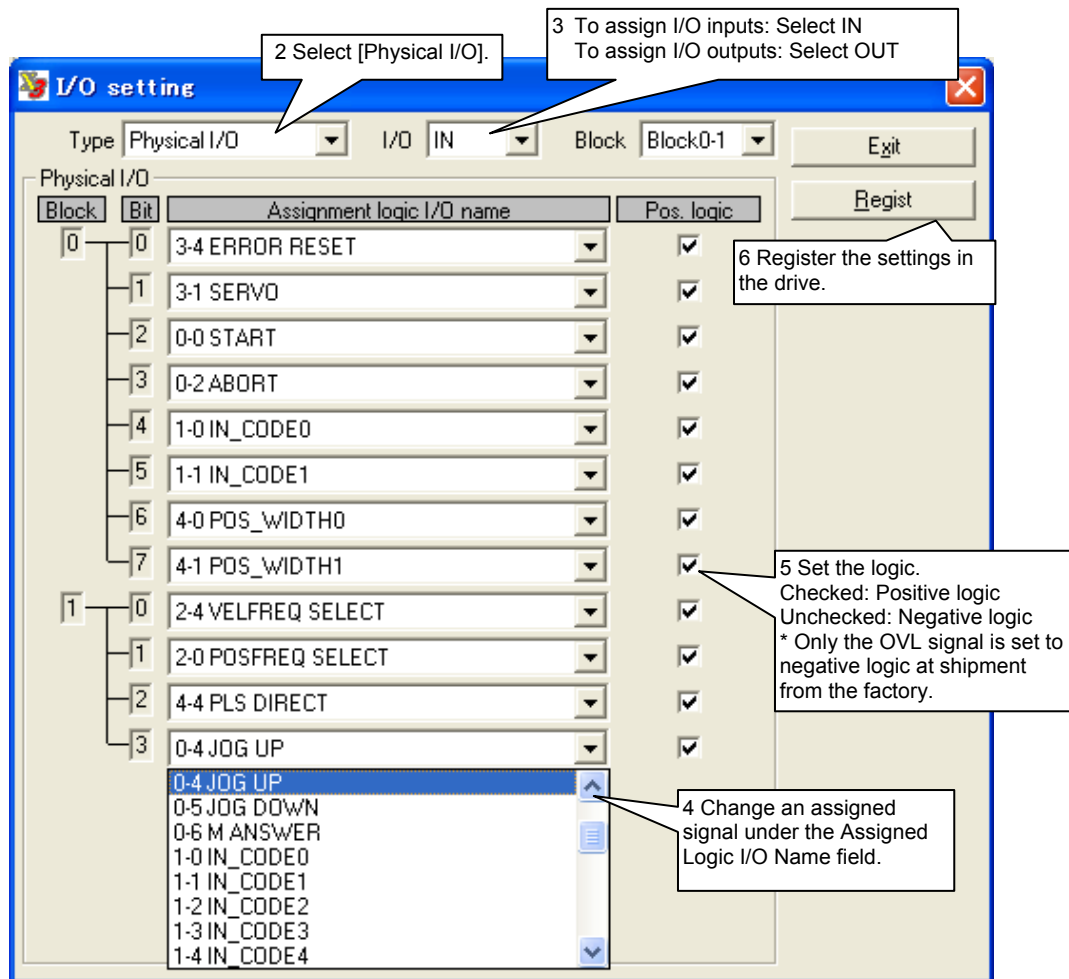 2 Select [Physical I/O].
3 To assign I/O inputs: Select IN
To assign I/O outputs: Select OUT
I/O setting
Type Physical I/O I/O IN Block Block0-1 Exit
Physical I/O
Regist
Block Bit Assignment logic I/O name Pos. logic
0 0 3-4 ERROR RESET
6 Register the settings in
the drive.
1 3-1 SERVO
2 0-0 START
3 0-2 ABORT
4 1-0 IN_CODE0
5 1-1 IN_CODE1
6 4-0 POS_WIDTH0
7 4-1 POS_WIDTH1
5 Set the logic.
Checked: Positive logic
Unchecked: Negative logic
* Only the OVL signal is set to
negative logic at shipment
from the factory.
1 0 2-4 VELFREQ SELECT
1 2-0 POSFREQ SELECT
2 4-4 PLS DIRECT
3 0-4 JOG UP
0-4 JOG UP
0-5 JOG DOWN
0-6 M ANSWER
1-0 IN_CODE0
1-1 IN_CODE1
1-2 IN_CODE2
1-3 IN_CODE3
1-4 IN_CODE4
4 Change an assigned
signal under the Assigned
Logic I/O Name field.